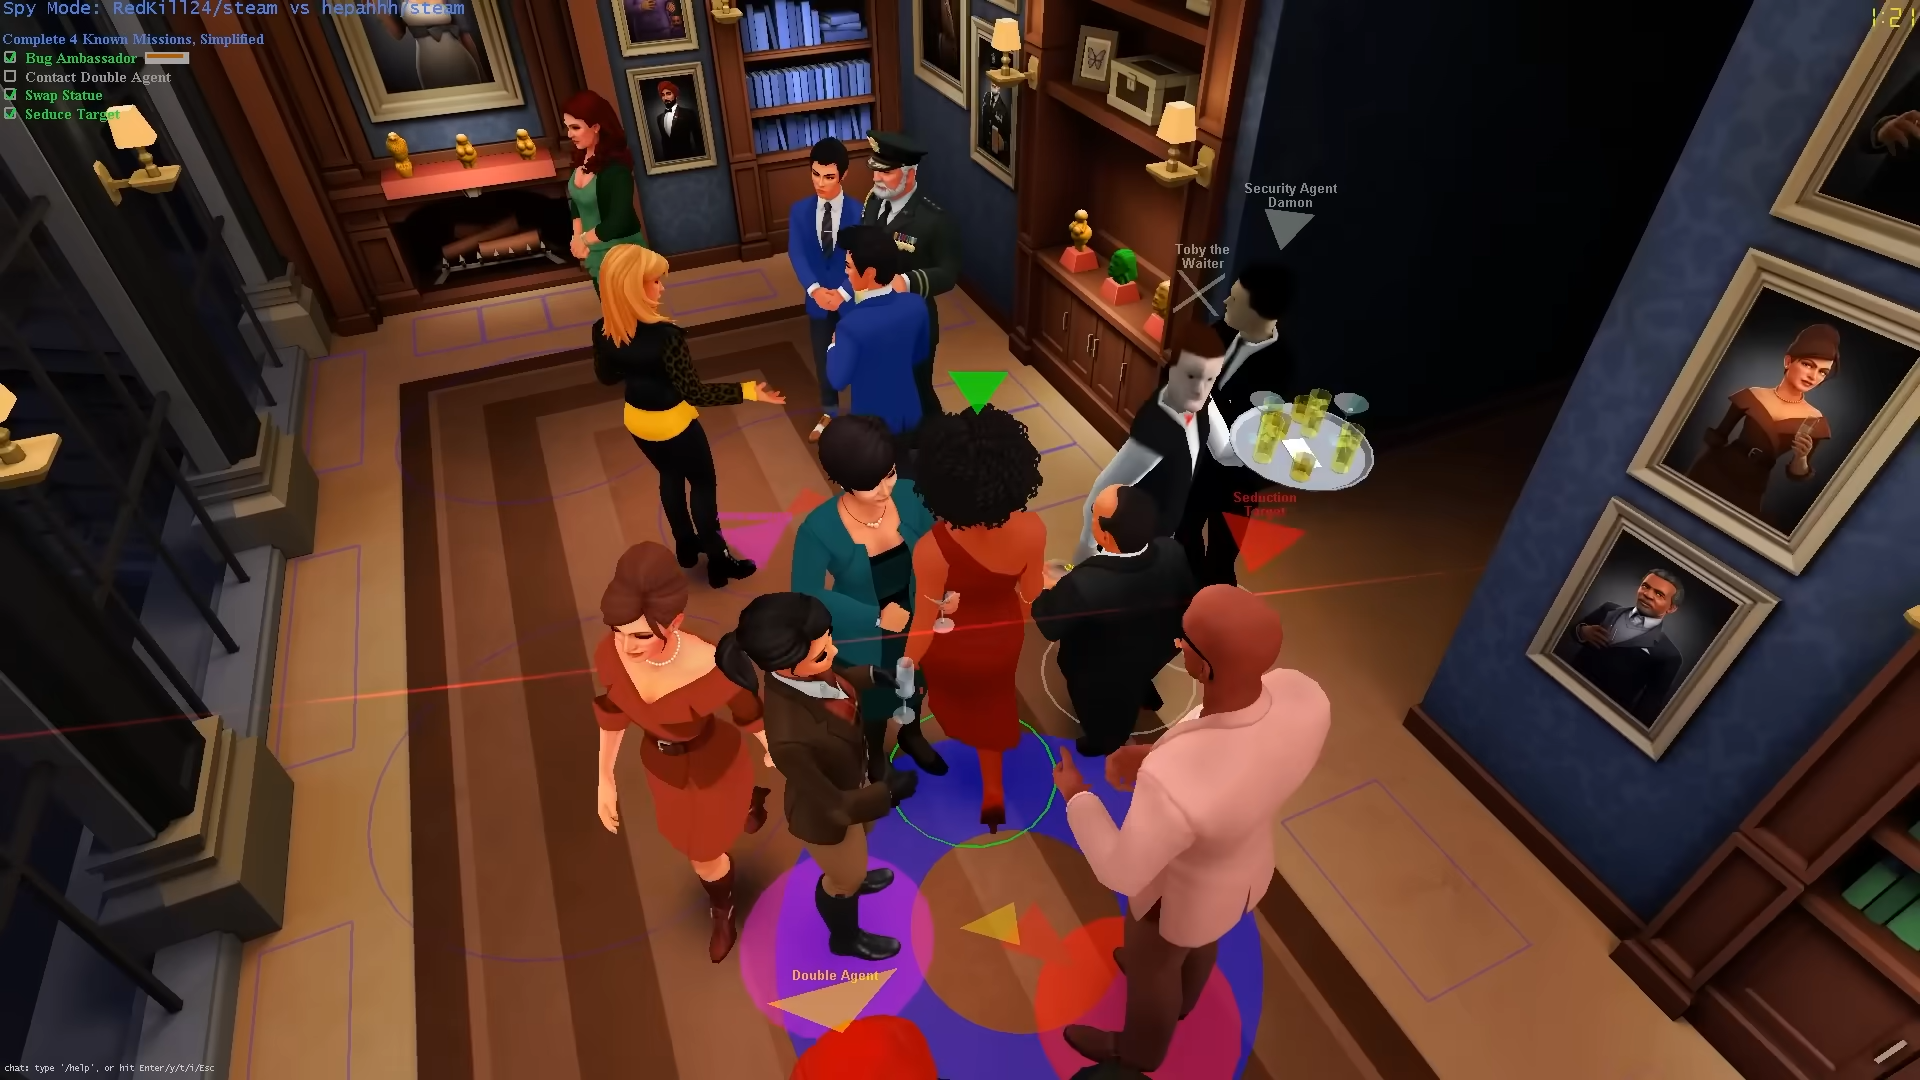 Spy Mode: RedKill24/steam vs hepahhh/steam
1:21
Complete 4 Known Missions, Simplified
Bug Ambassador
Contact Double Agent
Swap Statue
Seduce Target
Security Agent
Damon
Toby the
Waiter
Seduction
Target
Double Agent
chat: type '/help', or hit Enter/y/t/i/Esc